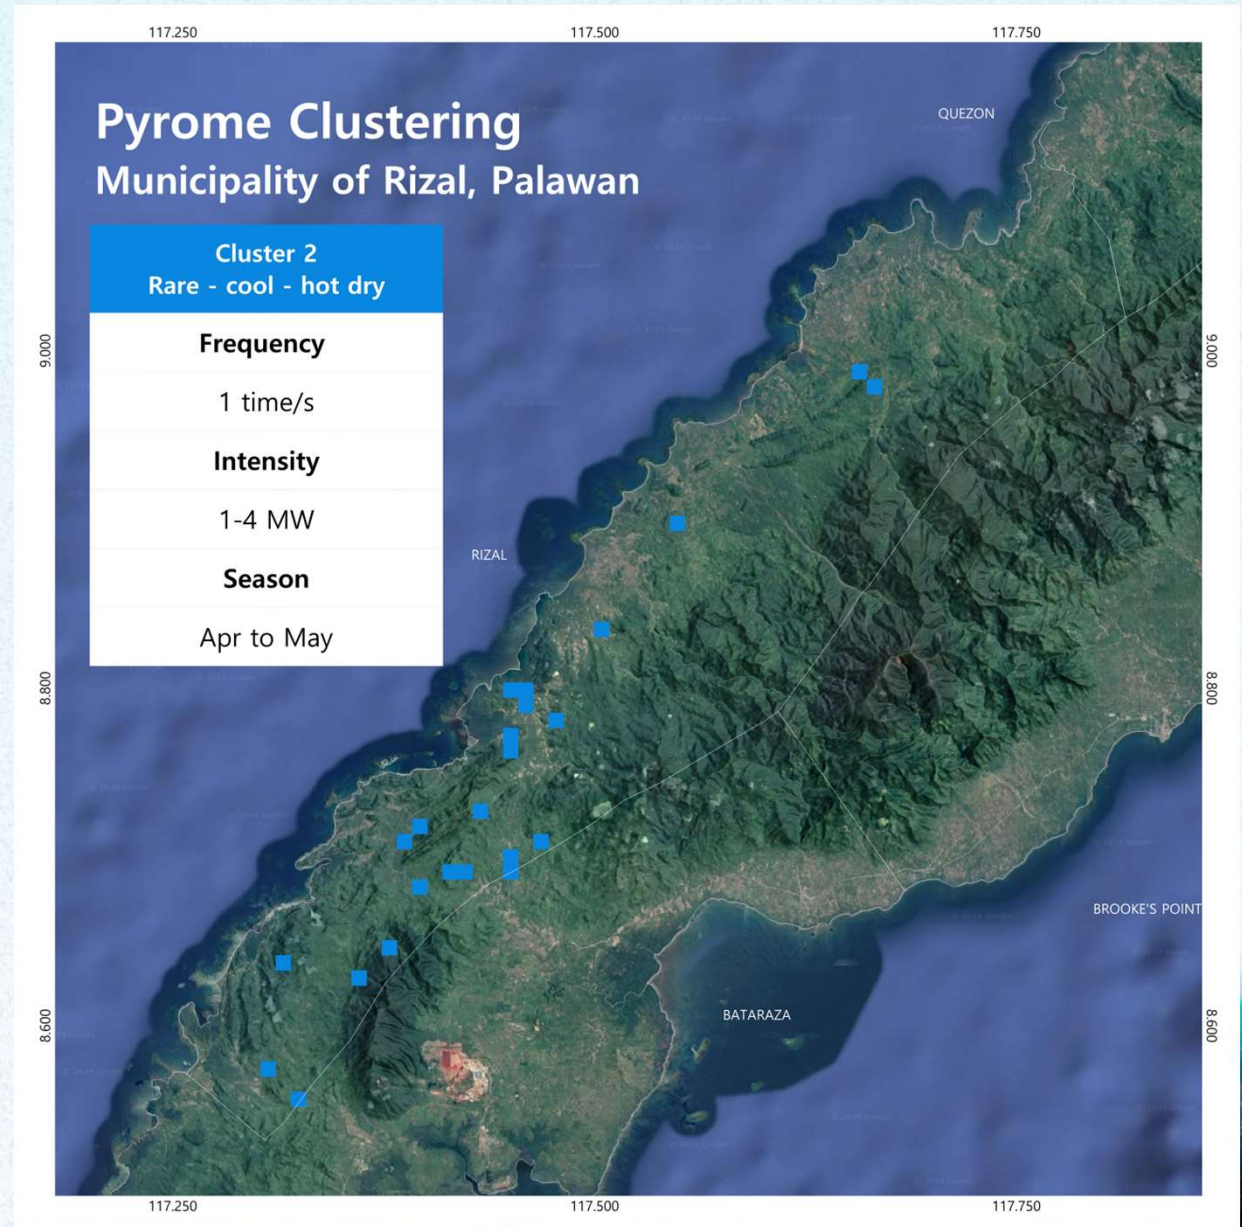 117.250
117.500
117.750
Pyrome Clustering
Municipality of Rizal, Palawan
QUEZON
Cluster 2
Rare - cool - hot dry
Frequency
1 time/s
Intensity
1-4 MW
Season
Apr to May
9.000
9.000
RIZAL
8.800
8.800
BROOKE'S POINT
BATARAZA
8.600
8.600
117.250
117.500
117.750